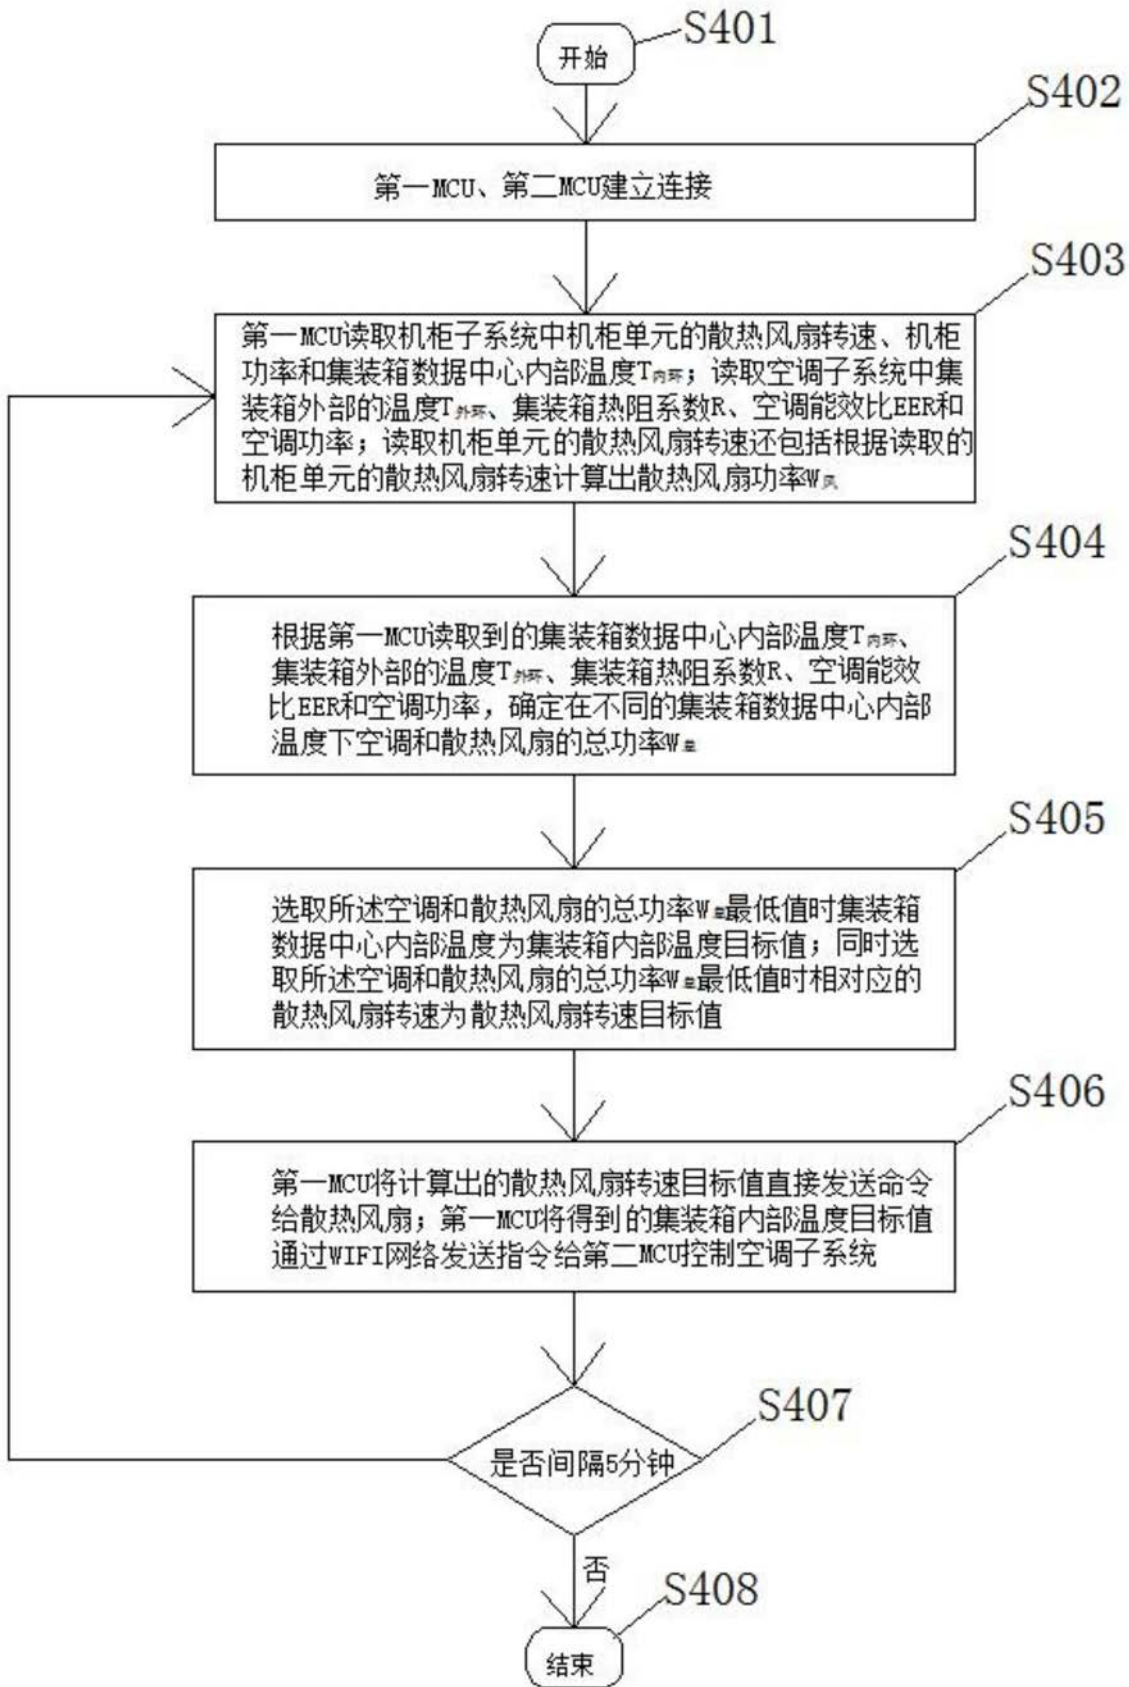 S401
开始
S402
第一MCU、第二MCU建立连接
S403
第一MCU读取机柜子系统中机柜单元的散热风扇转速、机柜
功率和集装箱数据中心内部温度T内环；读取空调子系统中集
装箱外部的温度T外环、集装箱热阻系数R、空调能效比EER和
空调功率；读取机柜单元的散热风扇转速还包括根据读取的
机柜单元的散热风扇转速计算出散热风扇功率W风
S404
根据第一MCU读取到的集装箱数据中心内部温度T内环、
集装箱外部的温度T外环、集装箱热阻系数R、空调能效
比EER和空调功率，确定在不同的集装箱数据中心内部
温度下空调和散热风扇的总功率W
S405
选取所述空调和散热风扇的总功率W最低值时集装箱
数据中心内部温度为集装箱内部温度目标值；同时选
取所述空调和散热风扇的总功率W最低值时相对应的
散热风扇转速为散热风扇转速目标值
S406
第一MCU将计算出的散热风扇转速目标值直接发送命令
给散热风扇；第一MCU将得到的集装箱内部温度目标值
通过WIFI网络发送指令给第二MCU控制空调子系统
S407
是否间隔5分钟
否
S408
结束